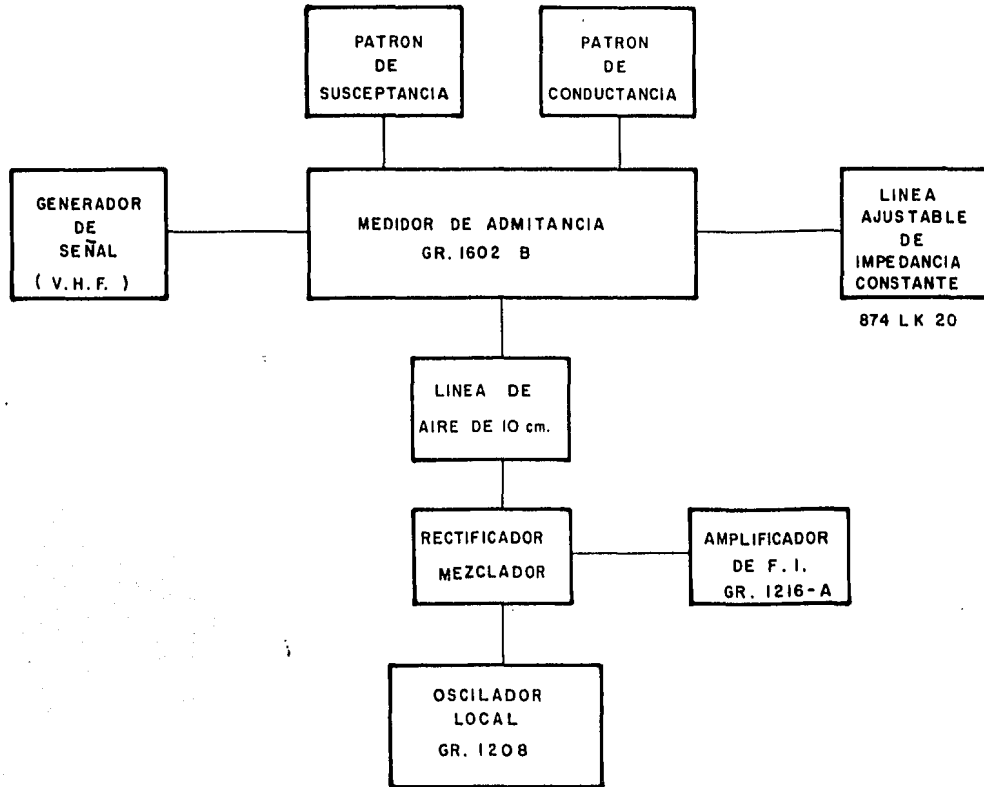 PATRON
DE
SUSCEPTANCIA
PATRON
DE
CONDUCTANCIA
GENERADOR
DE
SEÑAL
( V.H.F. )
MEDIDOR DE ADMITANCIA
GR. 1602 B
LINEA
AJUSTABLE
DE
IMPEDANCIA
CONSTANTE
874 LK 20
LINEA DE
AIRE DE 10 cm.
RECTIFICADOR
MEZCLADOR
AMPLIFICADOR
DE F. I.
GR. 1216-A
OSCILADOR
LOCAL
GR. 1208